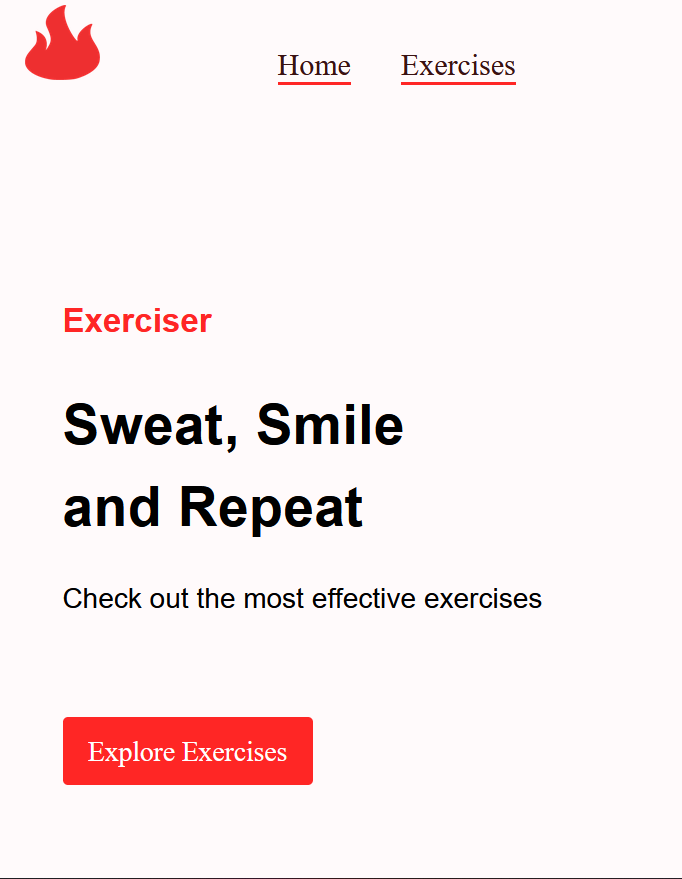 Home Exercises
Exerciser
Sweat, Smile
and Repeat
Check out the most effective exercises
Explore Exercises